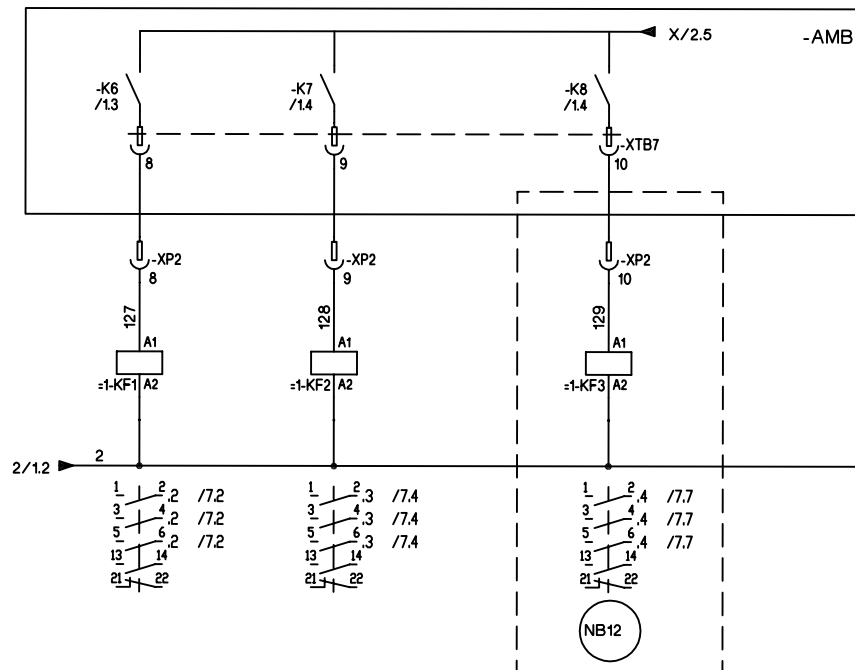 X/2.5 -AMB
-K6 -K7 -K8
/1.3 /1.4 /1.4
-XTB7
8 9 10
-XP2 -XP2 -XP2
8 9 10
127 128 129
A1 A1 A1
=1-KF1 A2 =1-KF2 A2 =1-KF3 A2
2
2/1.2
1 2 .2 /7.2 1 2 .3 /7.4 1 2 .4 /7.7
3 4 .2 /7.2 3 4 .3 /7.4 3 4 .4 /7.7
5 6 .2 /7.2 5 6 .3 /7.4 5 6 .4 /7.7
13 14 13 14 13 14
21 22 21 22 21 22
NB12